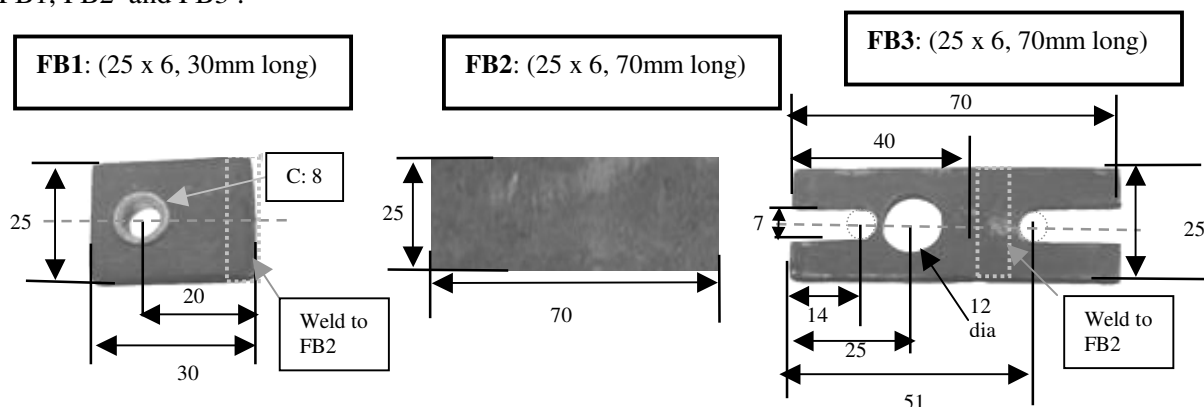 FB1, FB2 and FB3 .
FB1: (25 x 6, 30mm long)
FB2: (25 x 6, 70mm long)
FB3: (25 x 6, 70mm long)
C: 8
25
20
30
Weld to
FB2
25
70
70
40
7
25
14
12
dia
25
51
Weld to
FB2